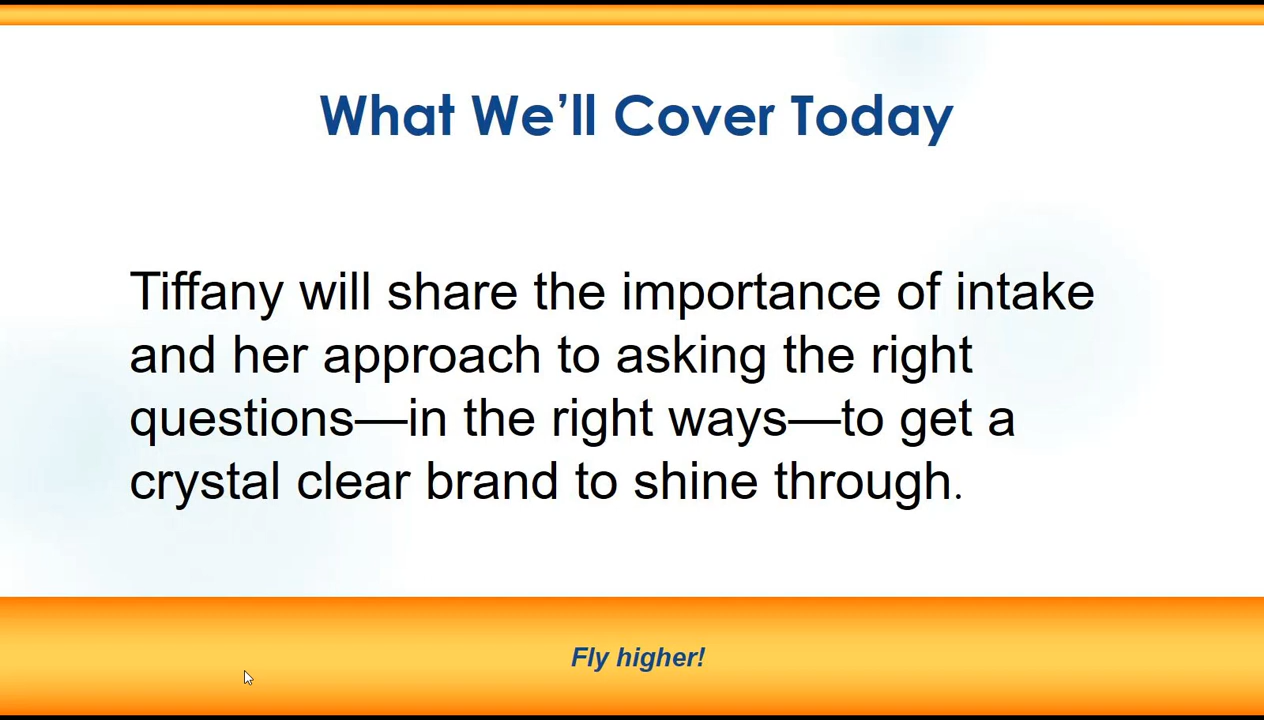 What We’ll Cover Today
Tiffany will share the importance of intake
and her approach to asking the right
questions—in the right ways—to get a
crystal clear brand to shine through.
Fly higher!